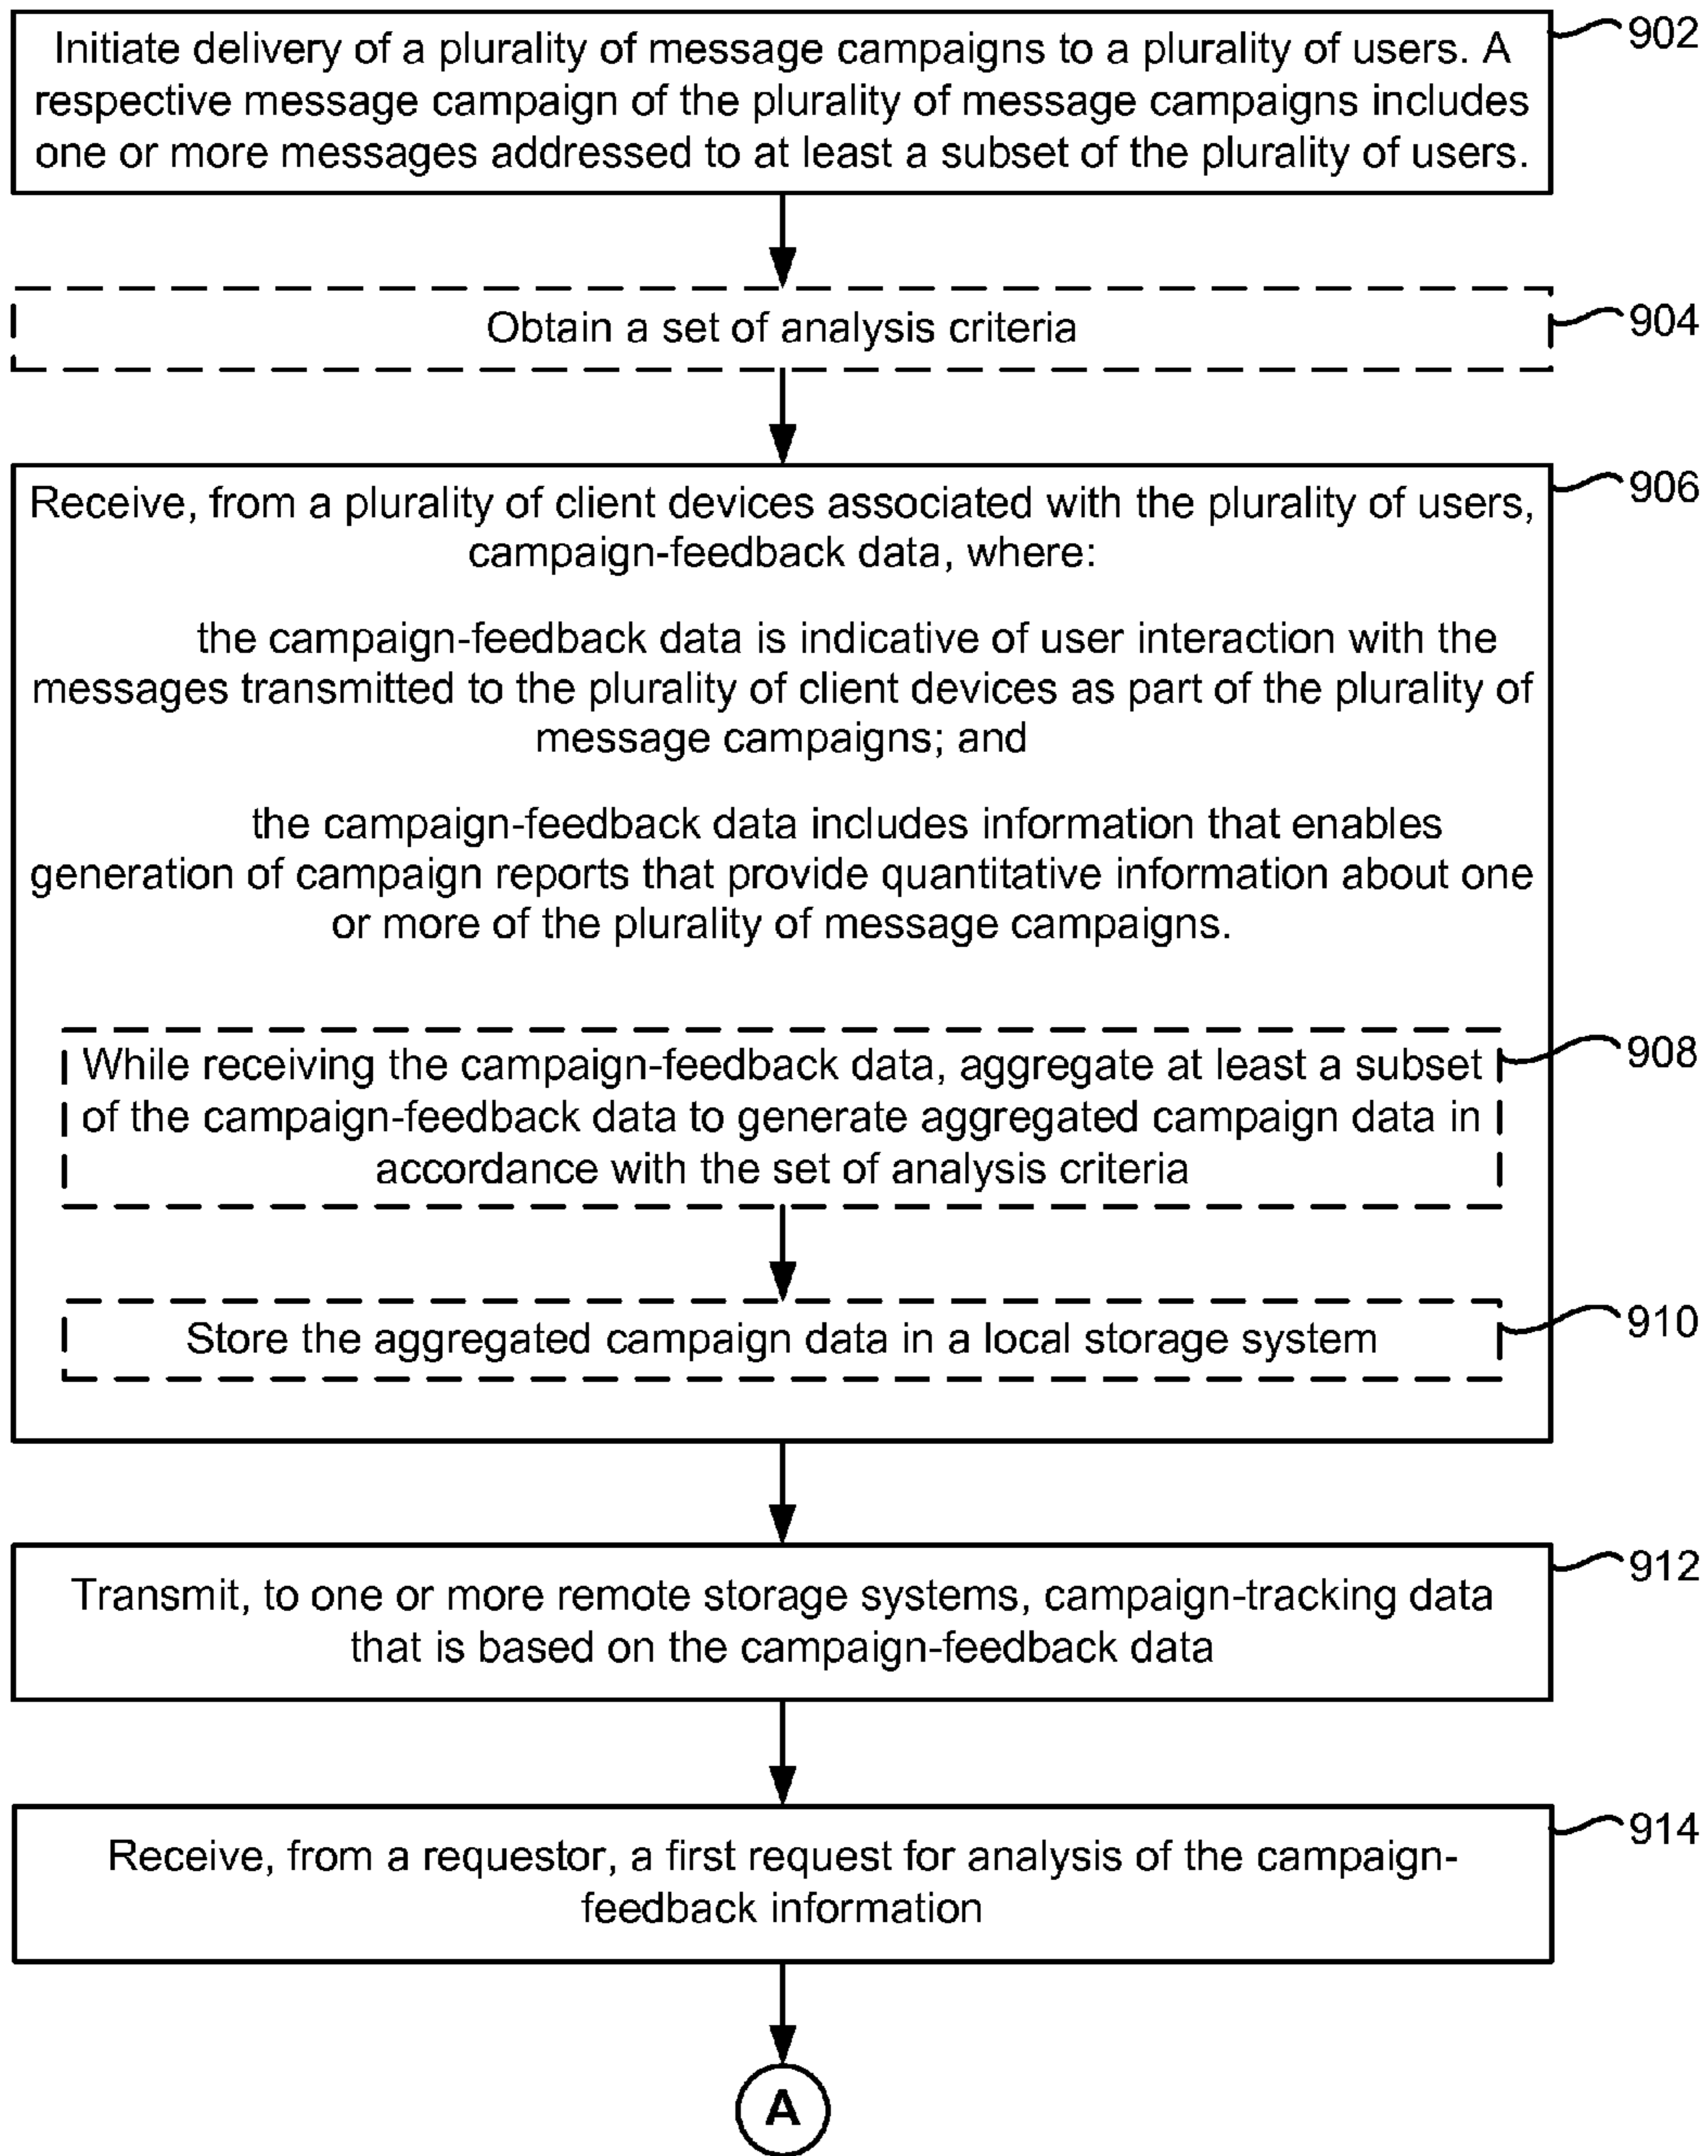 Initiate delivery of a plurality of message campaigns to a plurality of users. A
respective message campaign of the plurality of message campaigns includes
one or more messages addressed to at least a subset of the plurality of users.
902
Obtain a set of analysis criteria
904
Receive, from a plurality of client devices associated with the plurality of users,
campaign-feedback data, where:
906
the campaign-feedback data is indicative of user interaction with the
messages transmitted to the plurality of client devices as part of the plurality of
message campaigns; and
the campaign-feedback data includes information that enables
generation of campaign reports that provide quantitative information about one
or more of the plurality of message campaigns.
While receiving the campaign-feedback data, aggregate at least a subset
of the campaign-feedback data to generate aggregated campaign data in
accordance with the set of analysis criteria
908
Store the aggregated campaign data in a local storage system
910
Transmit, to one or more remote storage systems, campaign-tracking data
that is based on the campaign-feedback data
912
Receive, from a requestor, a first request for analysis of the campaign-
feedback information
914
A